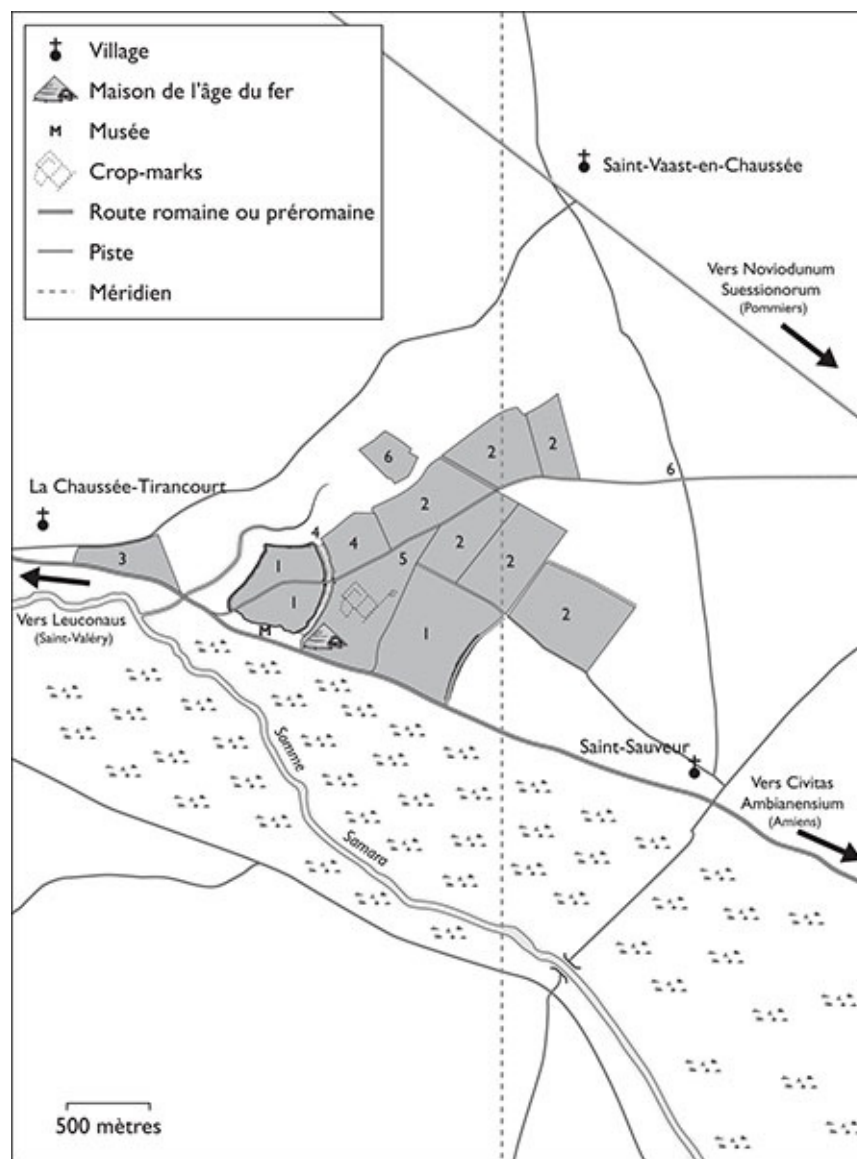 Village
Maison de l'âge du fer
M Musée
Crop-marks
Route romaine ou préromaine
Piste
Méridien
Saint-Vaast-en-Chaussée
Vers Noviodunum
Suessionorum
(Pommiers)
2
2
6
6
La Chaussée-Tirancourt
2
4
4
3
1
5
2
2
1
2
Vers Leuconaus
(Saint-Valéry)
M
1
Somme
Saint-Sauveur
Vers Civitas
Ambianensium
(Amiens)
Samara
500 mètres